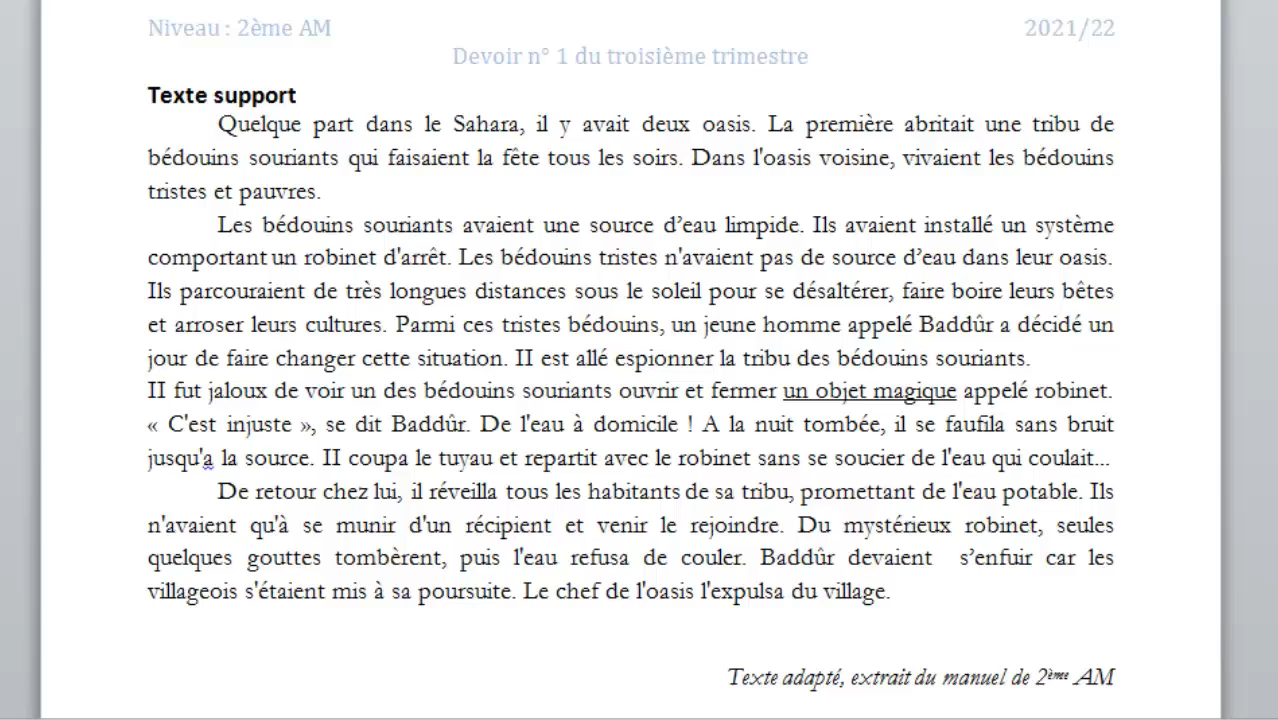 Niveau : 2ème AM 2021/22
Devoir n° 1 du troisième trimestre
Texte support
Quelque part dans le Sahara, il y avait deux oasis. La première abritait une tribu de
bédouins souriants qui faisaient la fête tous les soirs. Dans l'oasis voisine, vivaient les bédouins
tristes et pauvres.
Les bédouins souriants avaient une source d’eau limpide. Ils avaient installé un système
comportant un robinet d'arrêt. Les bédouins tristes n'avaient pas de source d’eau dans leur oasis.
Ils parcouraient de très longues distances sous le soleil pour se désaltérer, faire boire leurs bêtes
et arroser leurs cultures. Parmi ces tristes bédouins, un jeune homme appelé Baddûr a décidé un
jour de faire changer cette situation. II est allé espionner la tribu des bédouins souriants.
II fut jaloux de voir un des bédouins souriants ouvrir et fermer un objet magique appelé robinet.
« C'est injuste », se dit Baddûr. De l'eau à domicile ! A la nuit tombée, il se faufila sans bruit
jusqu'a la source. II coupa le tuyau et repartit avec le robinet sans se soucier de l'eau qui coulait...
De retour chez lui, il réveilla tous les habitants de sa tribu, promettant de l'eau potable. Ils
n'avaient qu'à se munir d'un récipient et venir le rejoindre. Du mystérieux robinet, seules
quelques gouttes tombèrent, puis l'eau refusa de couler. Baddûr devaient s’enfuir car les
villageois s'étaient mis à sa poursuite. Le chef de l'oasis l'expulsa du village.
Texte adapté, extrait du manuel de 2ème AM